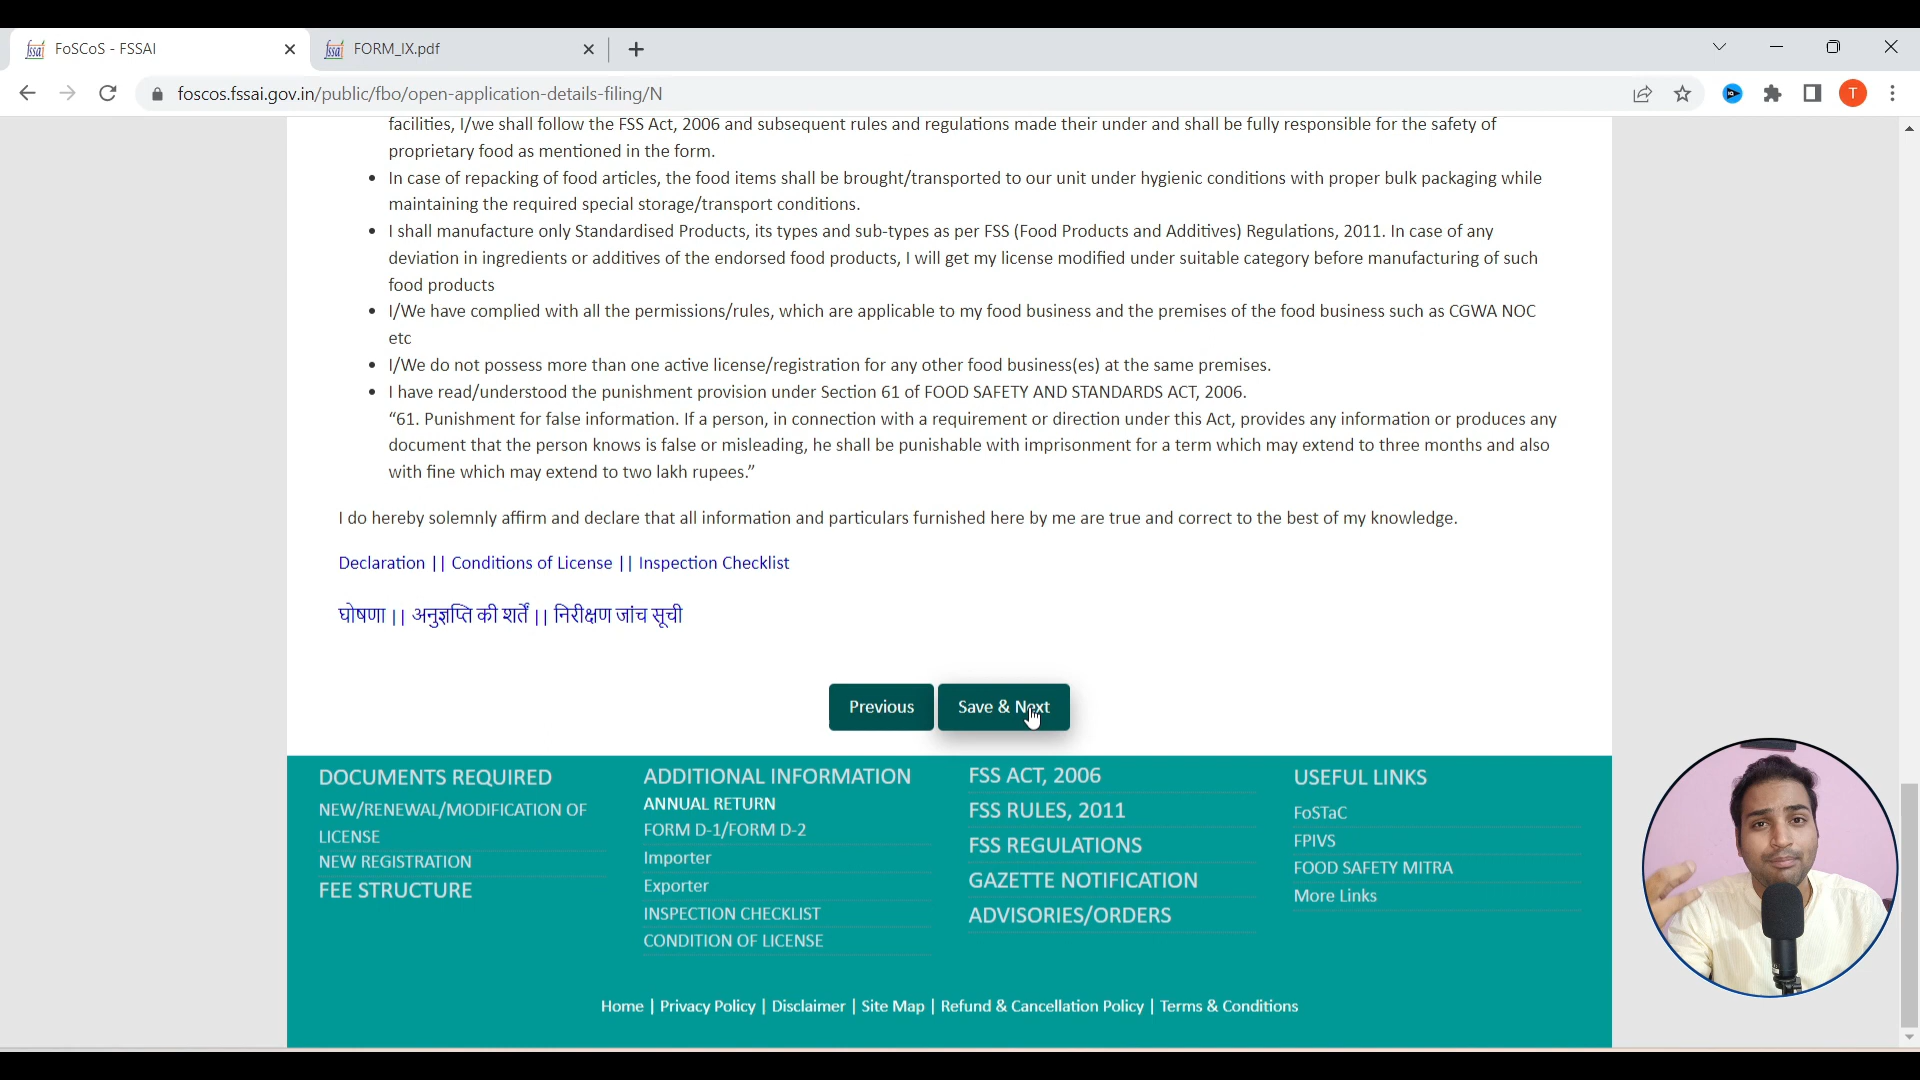 FoSCoS - FSSAI
FORM_IX.pdf
foscos.fssai.gov.in/public/fbo/open-application-details-filing/N
T
facilities, I/we shall follow the FSS Act, 2006 and subsequent rules and regulations made their under and shall be fully responsible for the safety of
proprietary food as mentioned in the form.
• In case of repacking of food articles, the food items shall be brought/transported to our unit under hygienic conditions with proper bulk packaging while
maintaining the required special storage/transport conditions.
• I shall manufacture only Standardised Products, its types and sub-types as per FSS (Food Products and Additives) Regulations, 2011. In case of any
deviation in ingredients or additives of the endorsed food products, I will get my license modified under suitable category before manufacturing of such
food products
• I/We have complied with all the permissions/rules, which are applicable to my food business and the premises of the food business such as CGWA NOC
etc
• I/We do not possess more than one active license/registration for any other food business(es) at the same premises.
• I have read/understood the punishment provision under Section 61 of FOOD SAFETY AND STANDARDS ACT, 2006.
“61. Punishment for false information. If a person, in connection with a requirement or direction under this Act, provides any information or produces any
document that the person knows is false or misleading, he shall be punishable with imprisonment for a term which may extend to three months and also
with fine which may extend to two lakh rupees.”
I do hereby solemnly affirm and declare that all information and particulars furnished here by me are true and correct to the best of my knowledge.
Declaration || Conditions of License || Inspection Checklist
घोषणा || अनुज्ञप्ति की शर्तें || निरीक्षण जांच सूची
Previous
Save & Next
DOCUMENTS REQUIRED
NEW/RENEWAL/MODIFICATION OF
LICENSE
NEW REGISTRATION
FEE STRUCTURE
ADDITIONAL INFORMATION
ANNUAL RETURN
FORM D-1/FORM D-2
Importer
Exporter
INSPECTION CHECKLIST
CONDITION OF LICENSE
FSS ACT, 2006
FSS RULES, 2011
FSS REGULATIONS
GAZETTE NOTIFICATION
ADVISORIES/ORDERS
USEFUL LINKS
FoSTaC
FPIVS
FOOD SAFETY MITRA
More Links
Home | Privacy Policy | Disclaimer | Site Map | Refund & Cancellation Policy | Terms & Conditions